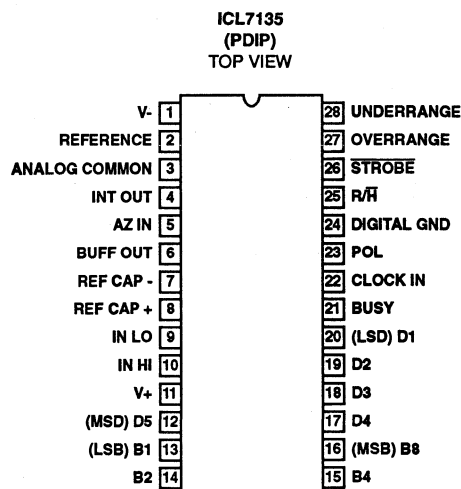 ICL7135
(PDIP)
TOP VIEW
V- 1 28 UNDERRANGE
REFERENCE 2 27 OVERRANGE
ANALOG COMMON 3 26 S̅T̅R̅O̅B̅E̅
INT OUT 4 25 R/H̅
AZ IN 5 24 DIGITAL GND
BUFF OUT 6 23 POL
REF CAP - 7 22 CLOCK IN
REF CAP + 8 21 BUSY
IN LO 9 20 (LSD) D1
IN HI 10 19 D2
V+ 11 18 D3
(MSD) D5 12 17 D4
(LSB) B1 13 16 (MSB) B8
B2 14 15 B4